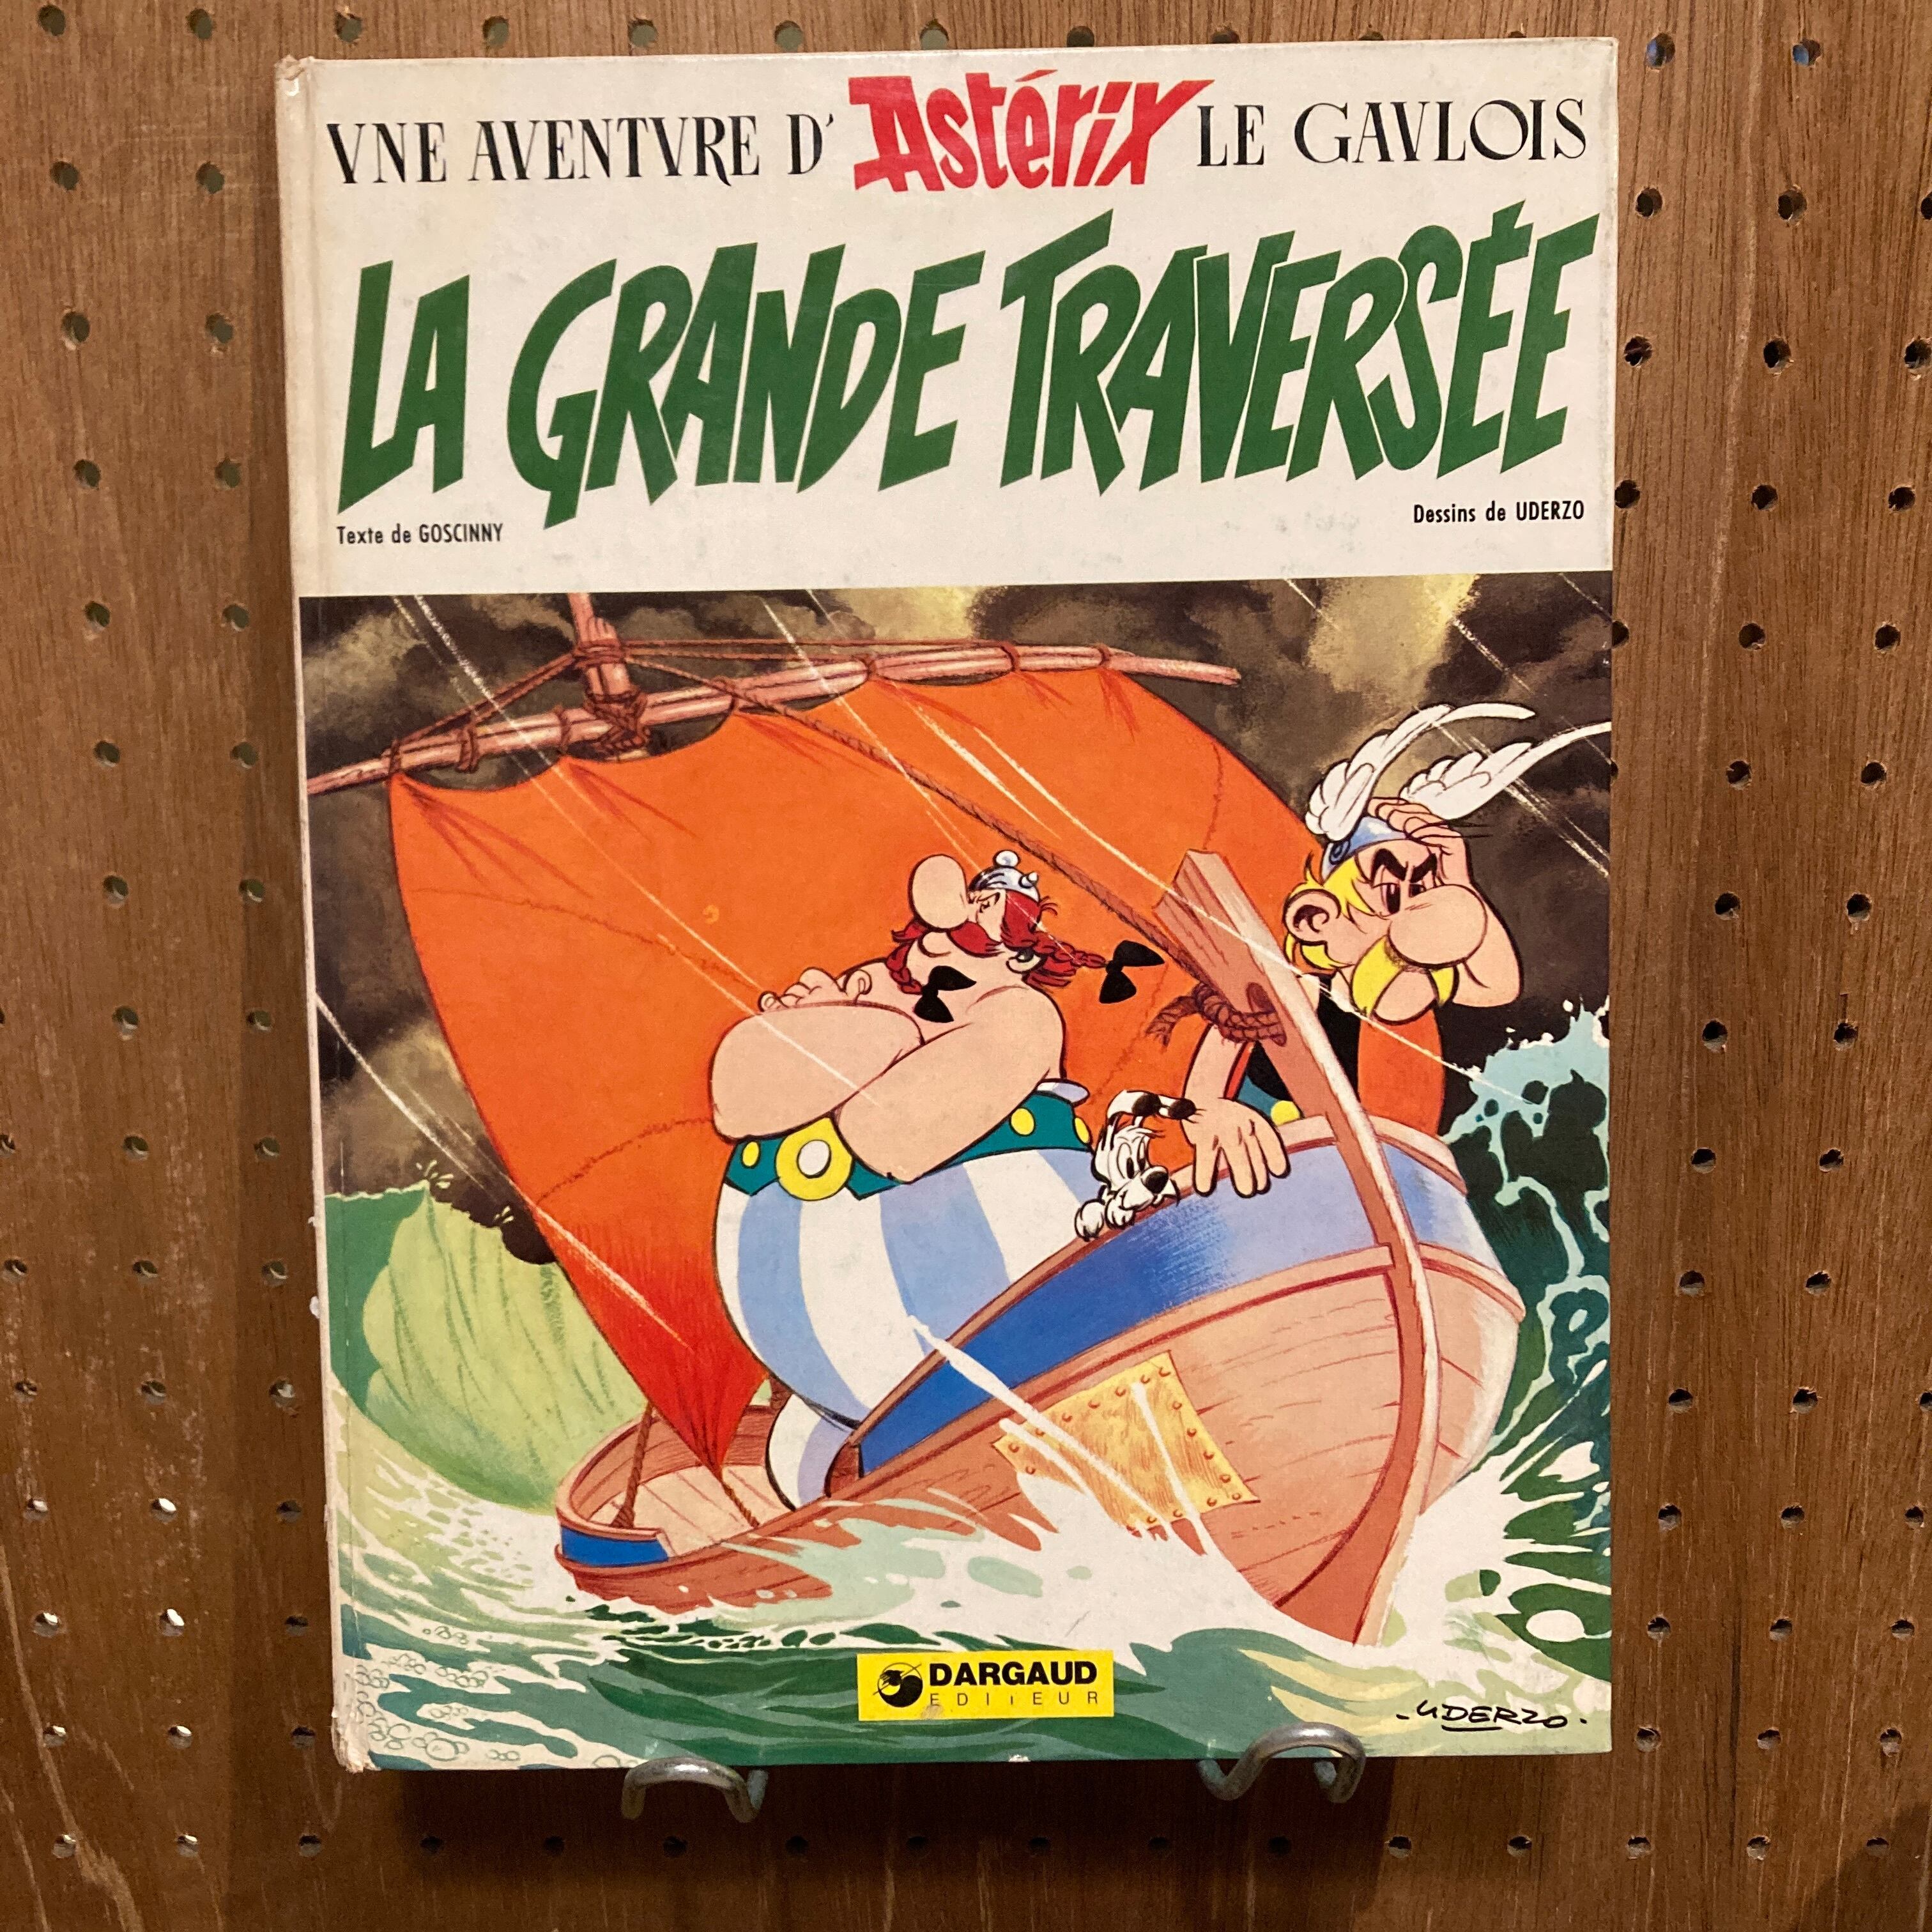 VNE AVENTVRE D' Astérix LE GAVLOIS
LA GRANDE TRAVERSÉE
Texte de GOSCINNY
Dessins de UDERZO
DARGAUD
EDITEUR
UDERZO